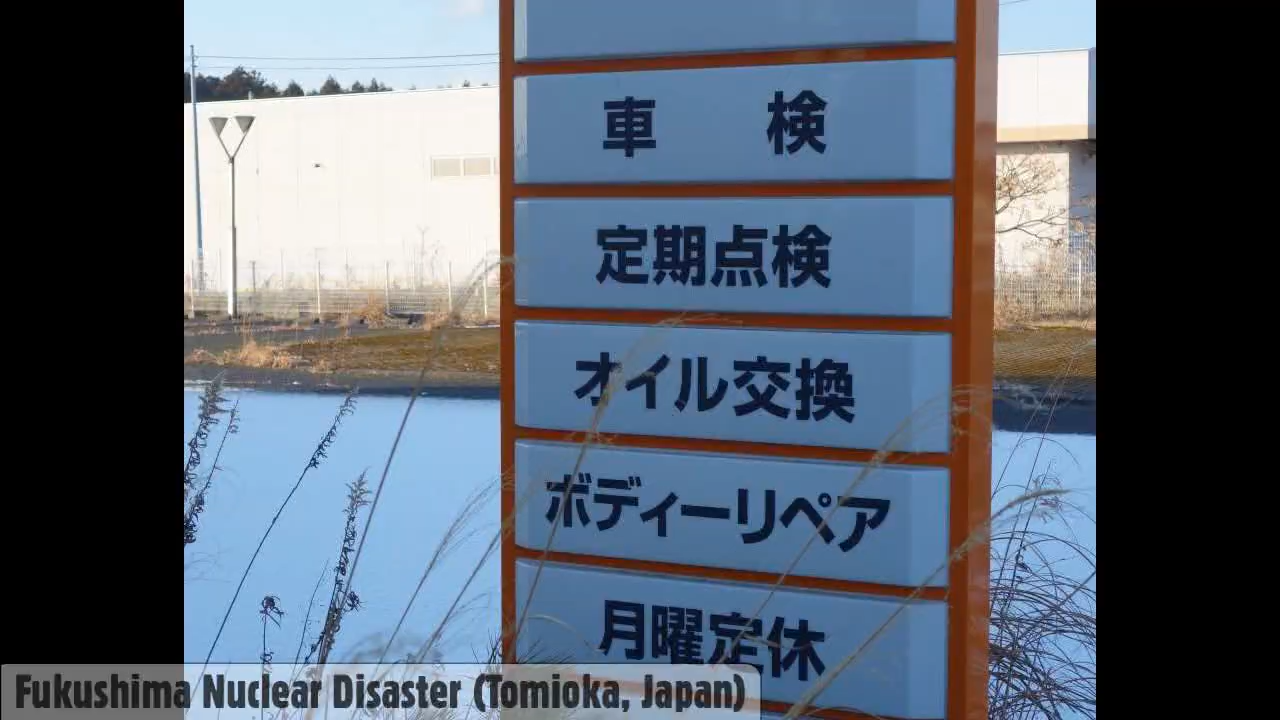 車 検
定期点検
オイル交換
ボディーリペア
月曜定休
Fukushima Nuclear Disaster (Tomioka, Japan)